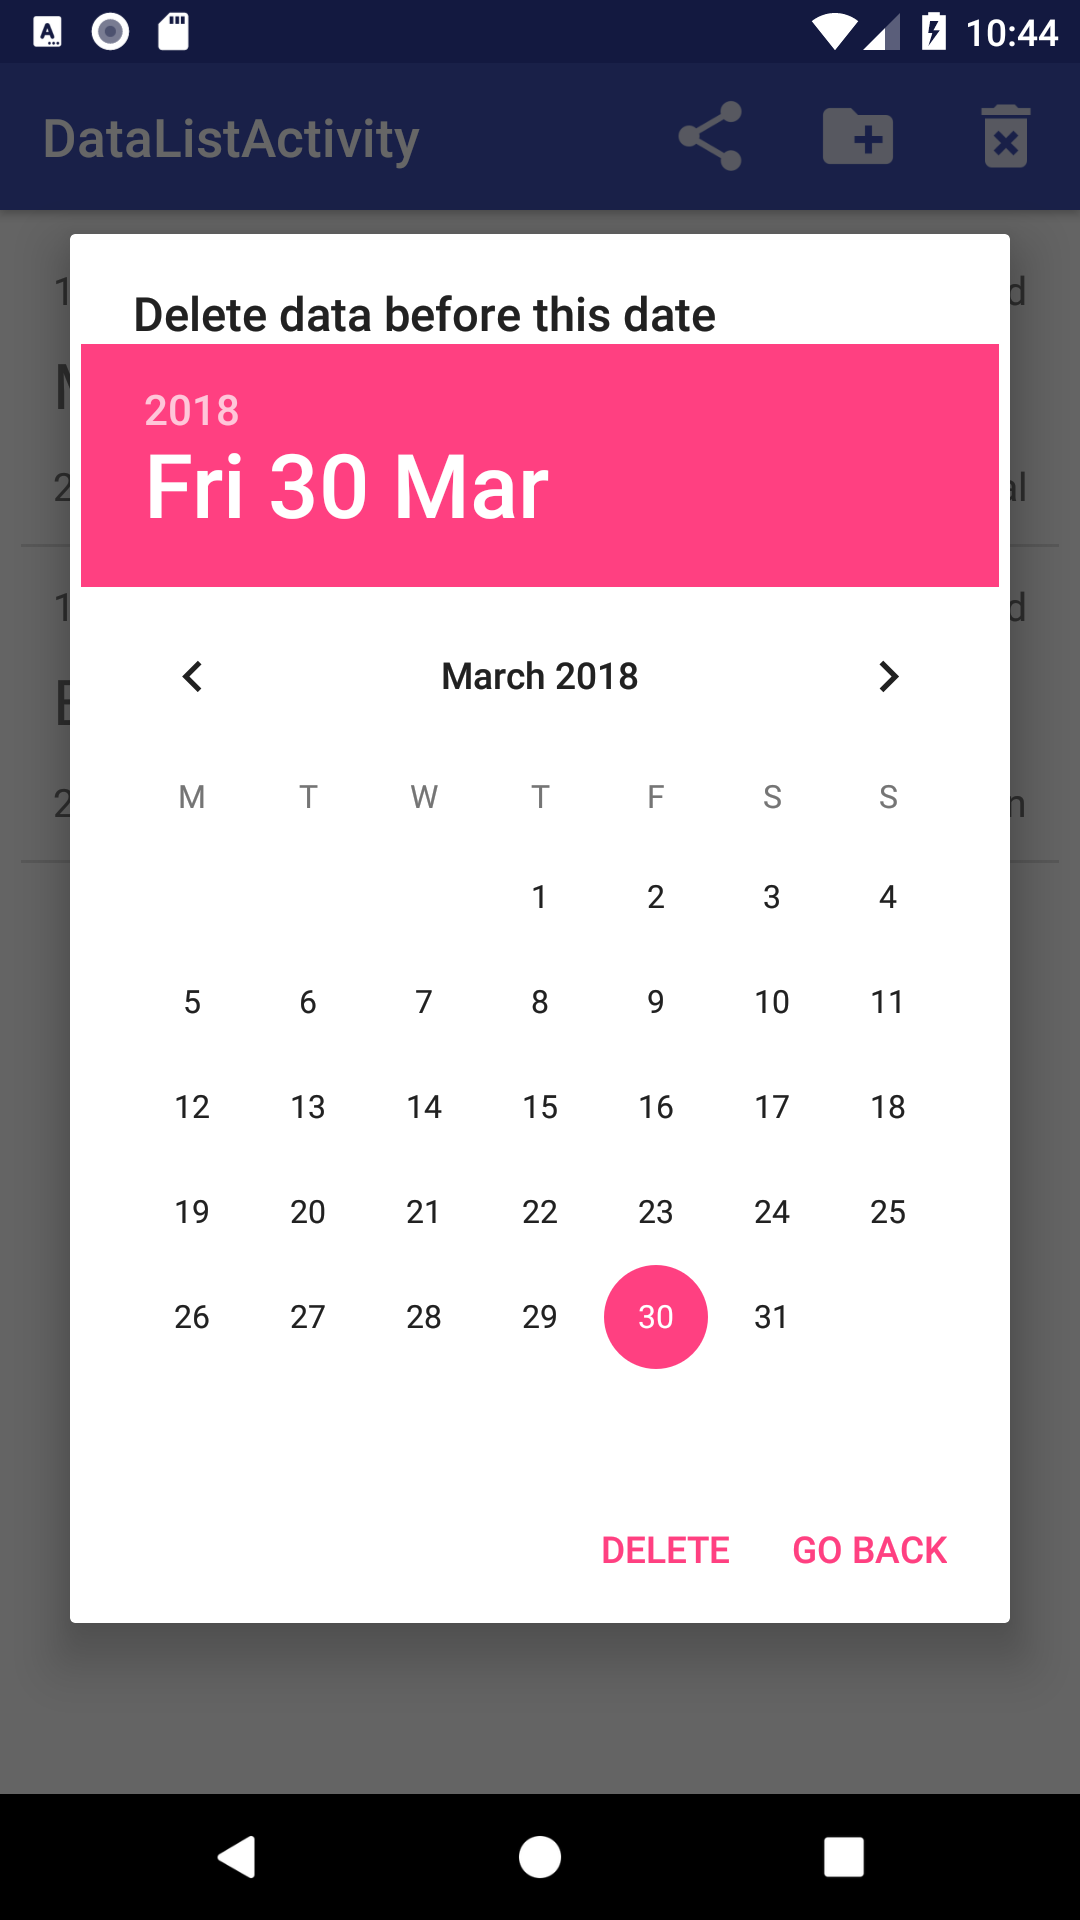 10:44
DataListActivity
Delete data before this date
2018
Fri 30 Mar
March 2018
M T W T F S S
1 2 3 4
5 6 7 8 9 10 11
12 13 14 15 16 17 18
19 20 21 22 23 24 25
26 27 28 29 30 31
DELETE GO BACK